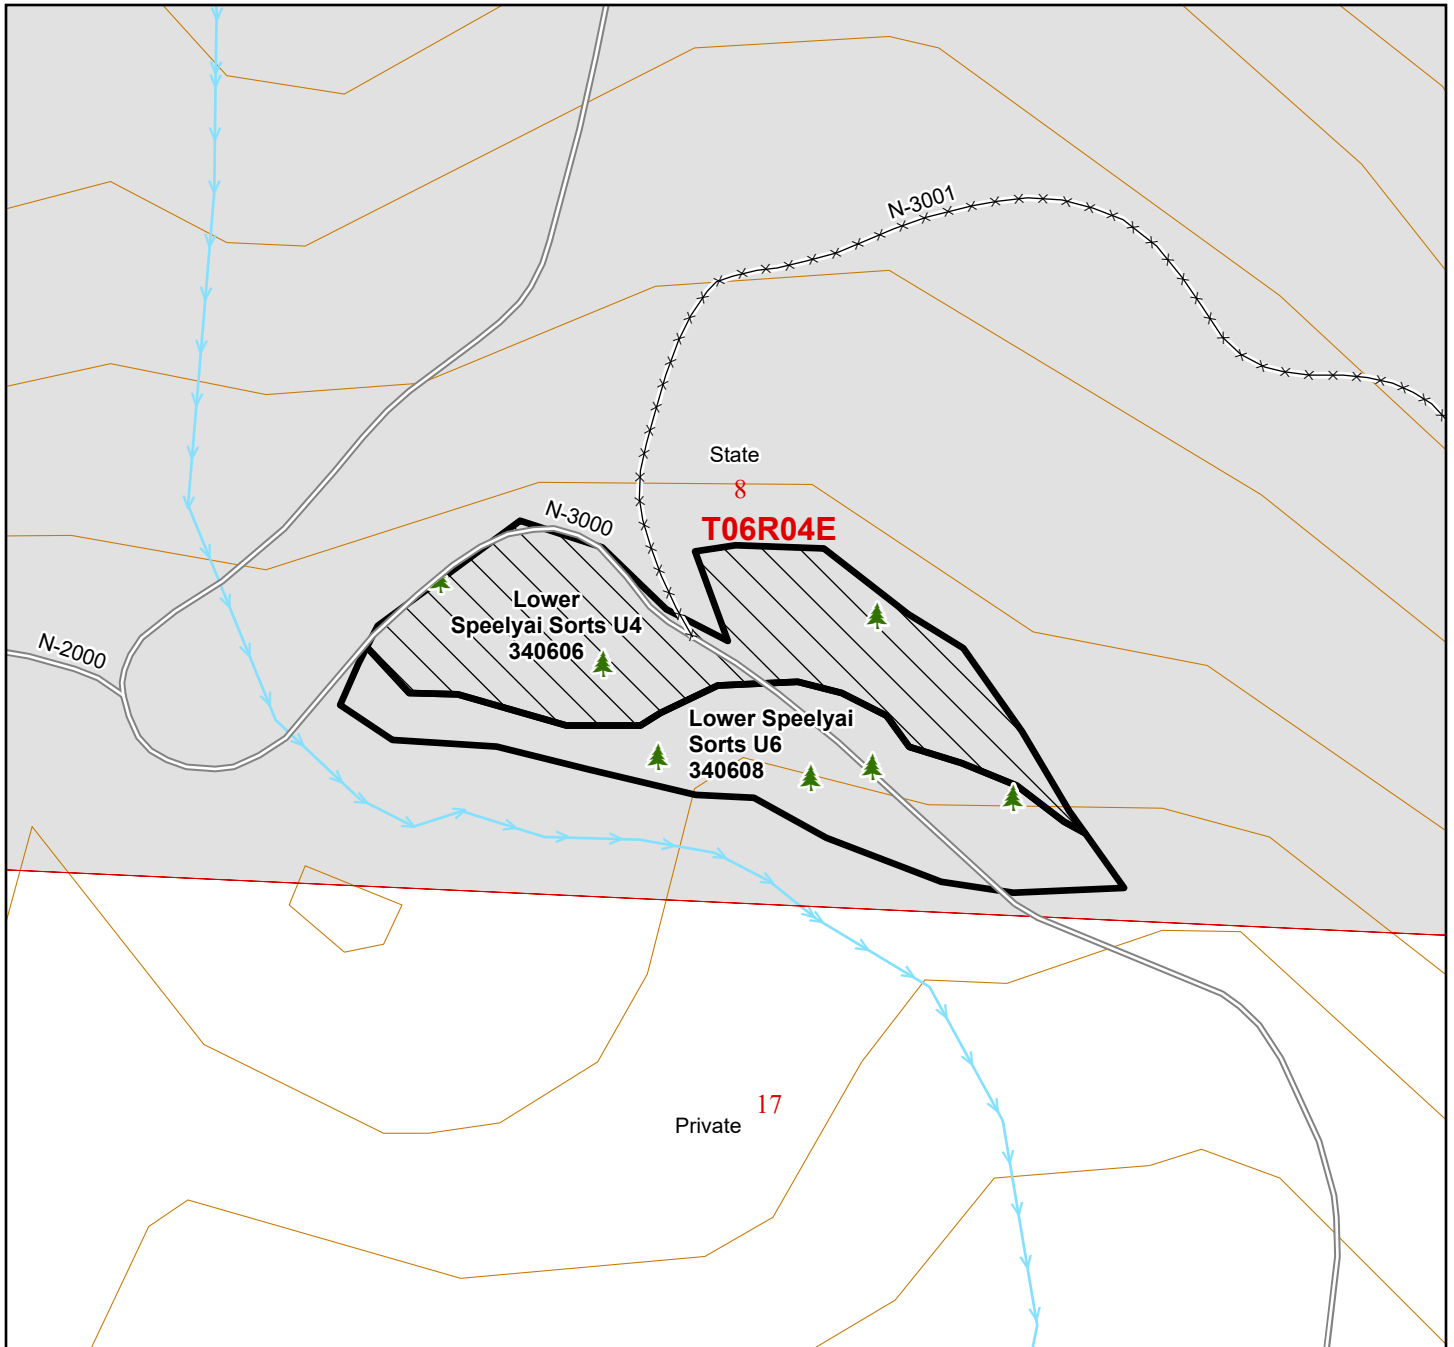 N-3001
State
8
N-3000
T06R04E
Lower
Speelyai Sorts U4
340606
N-2000
Lower Speelyai
Sorts U6
340608
17
Private